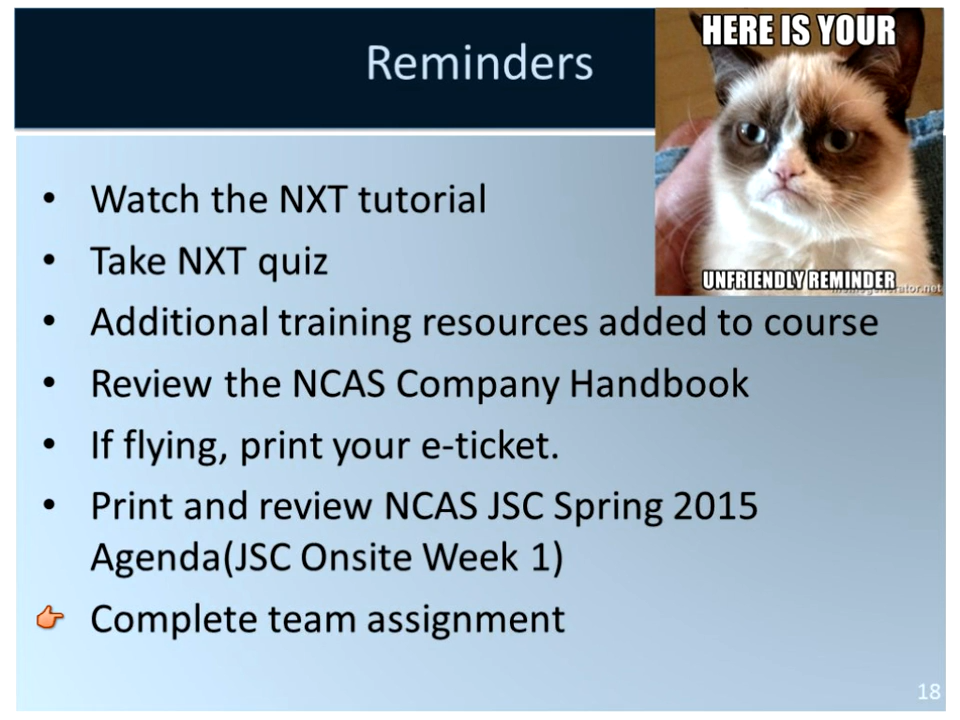 Reminders
HERE IS YOUR
UNFRIENDLY REMINDER
• Watch the NXT tutorial
• Take NXT quiz
• Additional training resources added to course
• Review the NCAS Company Handbook
• If flying, print your e-ticket.
• Print and review NCAS JSC Spring 2015
Agenda(JSC Onsite Week 1)
Complete team assignment
18